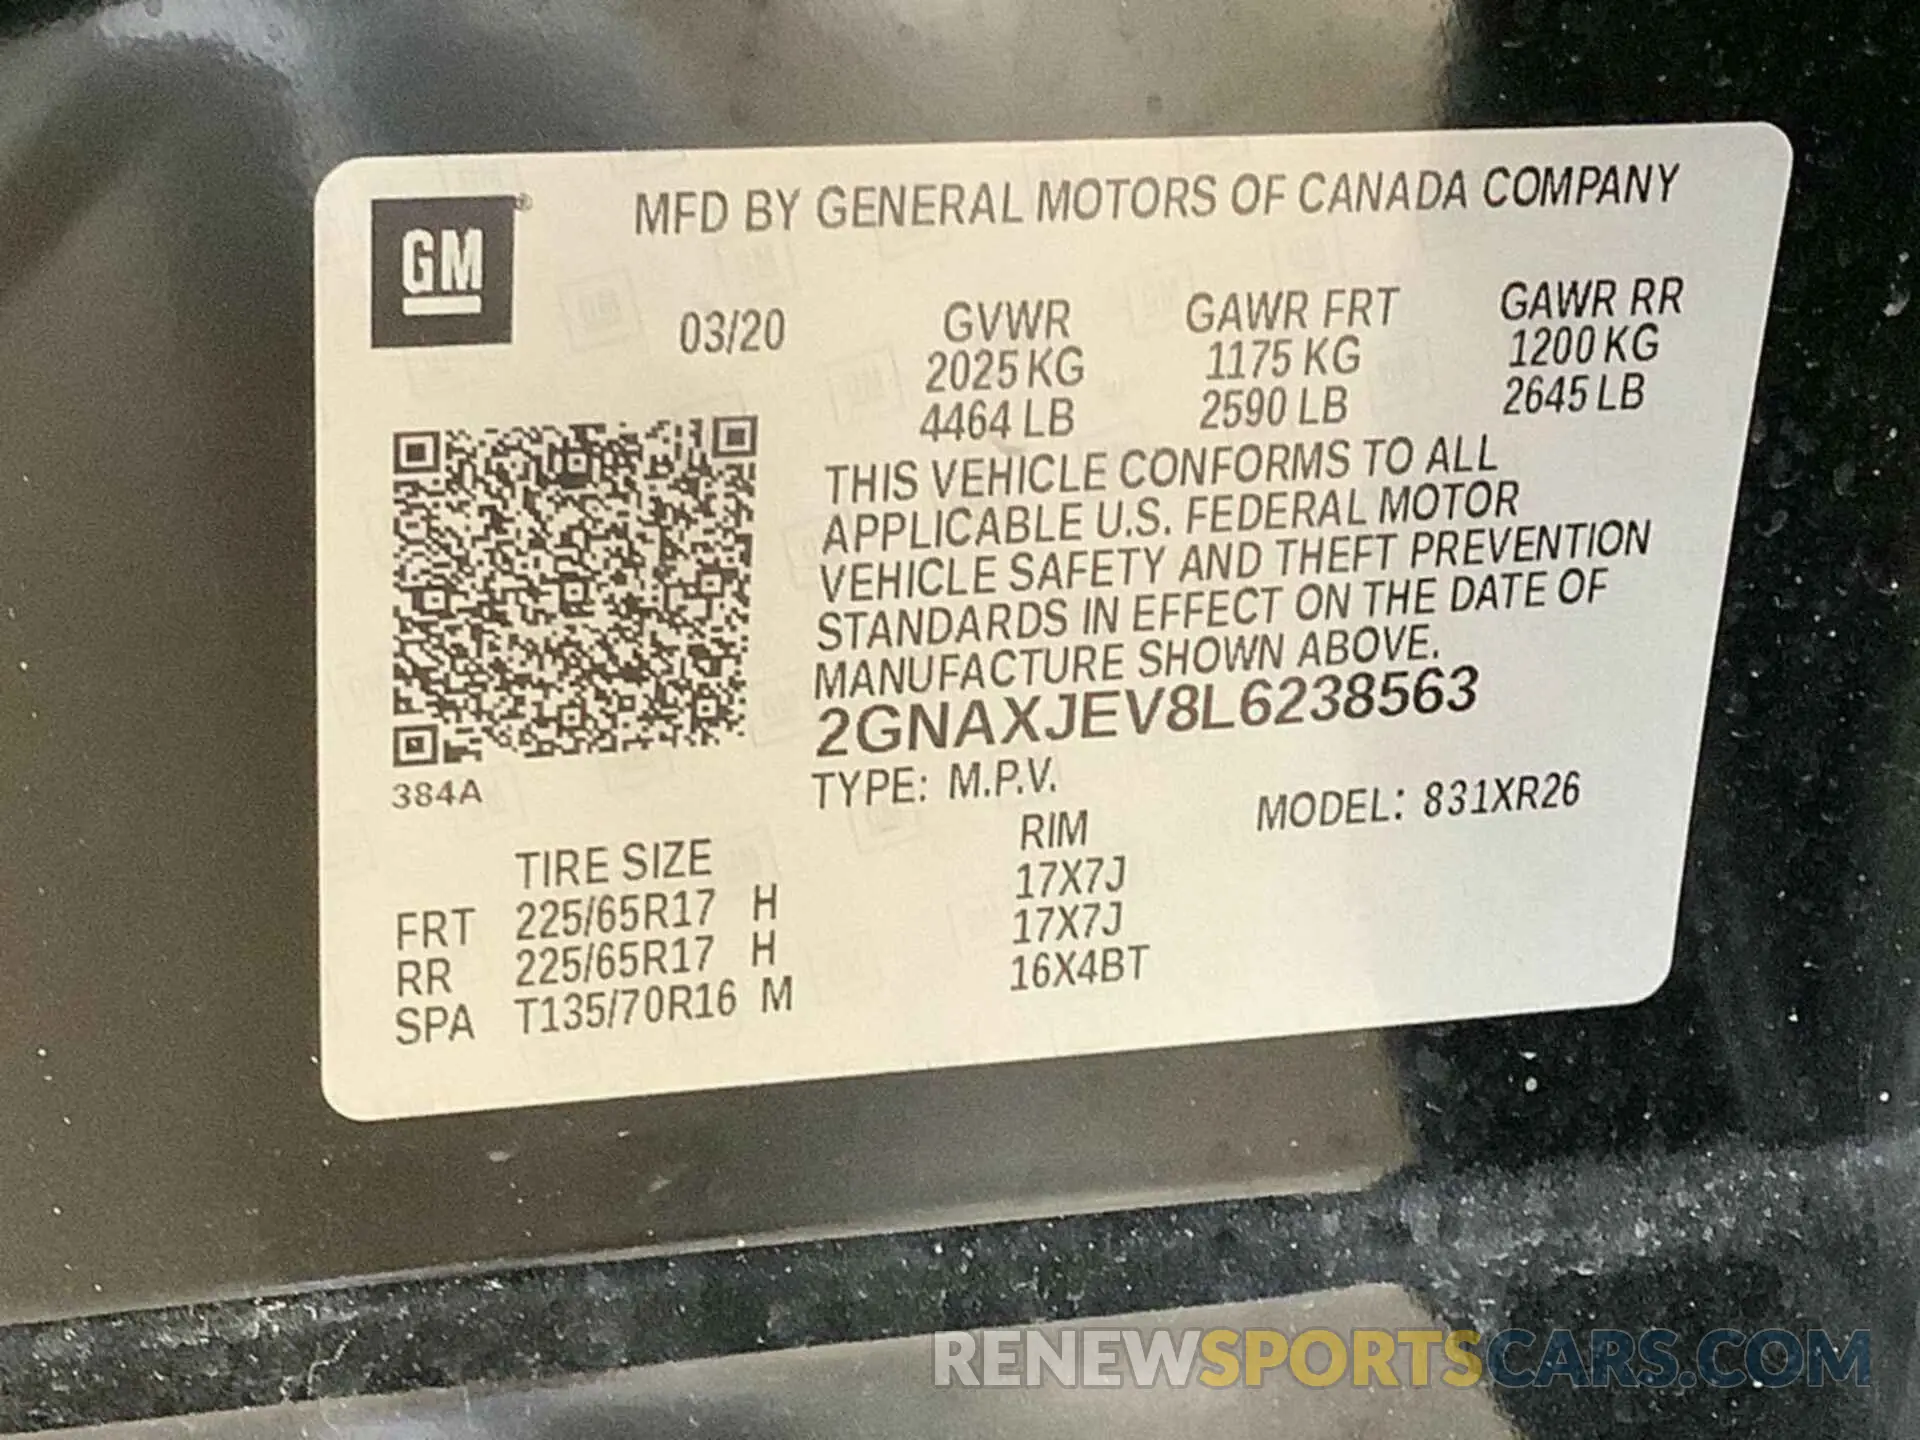 MFD BY GENERAL MOTORS OF CANADA COMPANY
GM®
03/20 GVWR GAWR FRT GAWR RR
2025 KG 1175 KG 1200 KG
4464 LB 2590 LB 2645 LB
THIS VEHICLE CONFORMS TO ALL
APPLICABLE U.S. FEDERAL MOTOR
VEHICLE SAFETY AND THEFT PREVENTION
STANDARDS IN EFFECT ON THE DATE OF
MANUFACTURE SHOWN ABOVE.
2GNAXJEV8L6238563
384A
TYPE: M.P.V. MODEL: 831XR26
TIRE SIZE RIM
FRT 225/65R17 H 17X7J
RR 225/65R17 H 17X7J
SPA T135/70R16 M 16X4BT
RENEWSPORTSCARS.COM